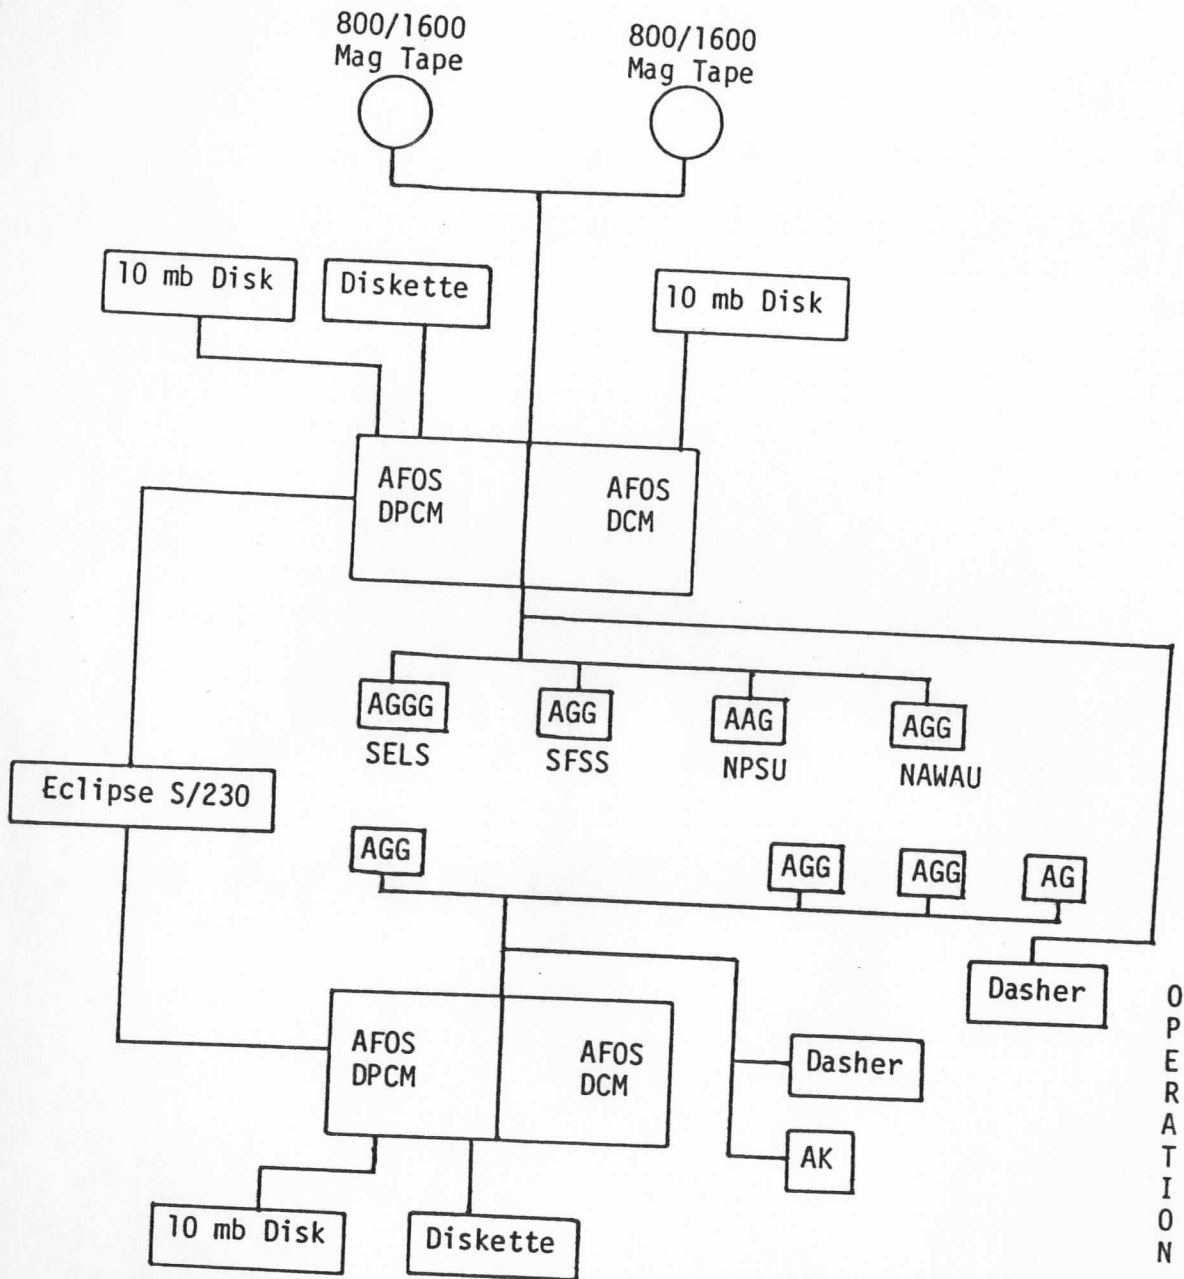 800/1600
Mag Tape
800/1600
Mag Tape
10 mb Disk
Diskette
10 mb Disk
AFOS
DPCM
AFOS
DCM
AGGG
SELS
AGG
SFSS
AAG
NPSU
AGG
NAWAU
Eclipse S/230
AGG
AGG
AGG
AG
Dasher
AFOS
DPCM
AFOS
DCM
Dasher
AK
10 mb Disk
Diskette
O
P
E
R
A
T
I
O
N